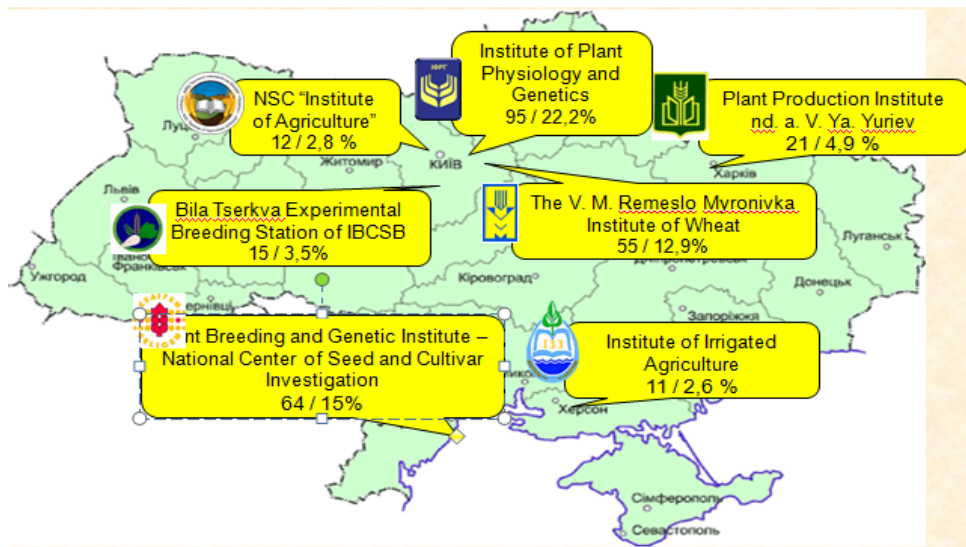 Institute of Plant
Physiology and
Genetics
95 / 22,2%
NSC “Institute
of Agriculture”
12 / 2,8 %
Plant Production Institute
nd. a. V. Ya. Yuriev
21 / 4,9 %
КИЇВ
Житомир
Харків
Львів
Bila Tserkva Experimental
Breeding Station of IBCSB
15 / 3,5%
The V. M. Remeslo Myronivka
Institute of Wheat
55 / 12,9%
Луганськ
Ужгород
Кіровоград
Донецьк
Запоріжжя
Breeding and Genetic Institute –
National Center of Seed and Cultivar
Investigation
64 / 15%
133
Institute of Irrigated
Agriculture
11 / 2,6 %
Херсон
Сімферополь
Севастополь